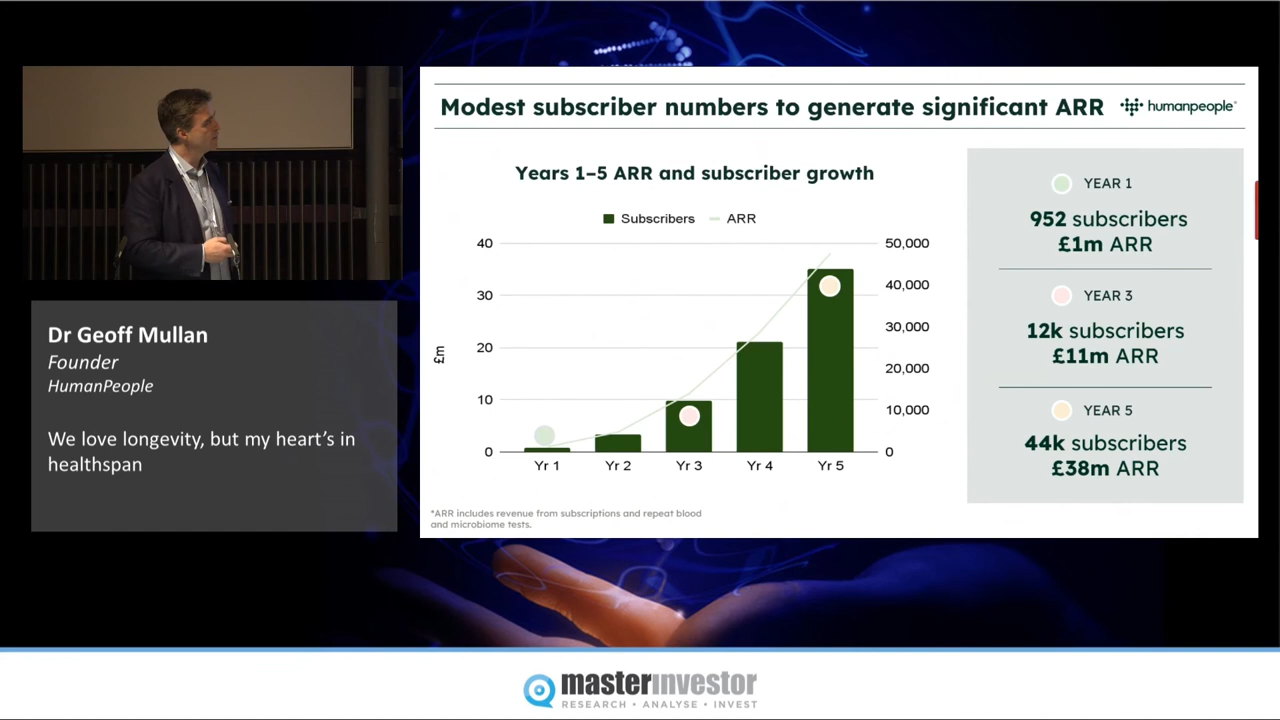 Modest subscriber numbers to generate significant ARR
humanpeople
Dr Geoff Mullan
Founder
HumanPeople
We love longevity, but my heart's in
healthspan
Years 1–5 ARR and subscriber growth
Subscribers ARR
£m
40
30
20
10
0
50,000
40,000
30,000
20,000
10,000
0
Yr 1 Yr 2 Yr 3 Yr 4 Yr 5
*ARR includes revenue from subscriptions and repeat blood
and microbiome tests.
YEAR 1
952 subscribers
£1m ARR
YEAR 3
12k subscribers
£11m ARR
YEAR 5
44k subscribers
£38m ARR
masterinvestor
RESEARCH • ANALYSE • INVEST